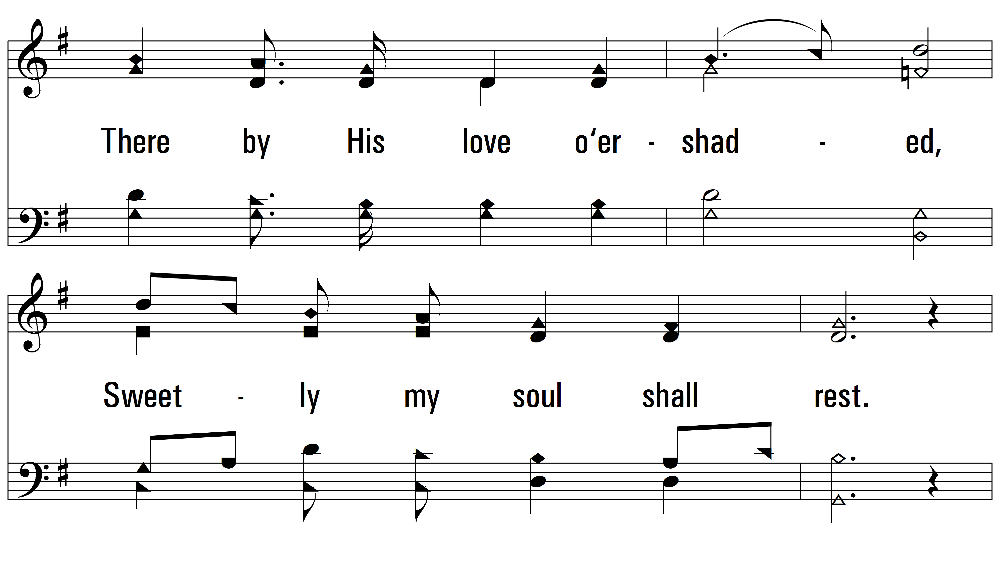 There by His love o‘er - shad - ed,
Sweet - ly my soul shall rest.